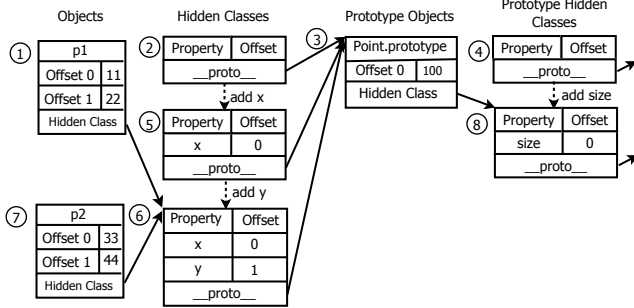 Objects
Hidden Classes
Prototype Objects
Prototype Hidden
Classes
1
p1
Offset 0 11
Offset 1 22
Hidden Class
2
Property Offset
__proto__
add x
3
Point.prototype
Offset 0 100
Hidden Class
4
Property Offset
__proto__
add size
5
Property Offset
x 0
__proto__
add y
8
Property Offset
size 0
__proto__
7
p2
Offset 0 33
Offset 1 44
Hidden Class
6
Property Offset
x 0
y 1
__proto__